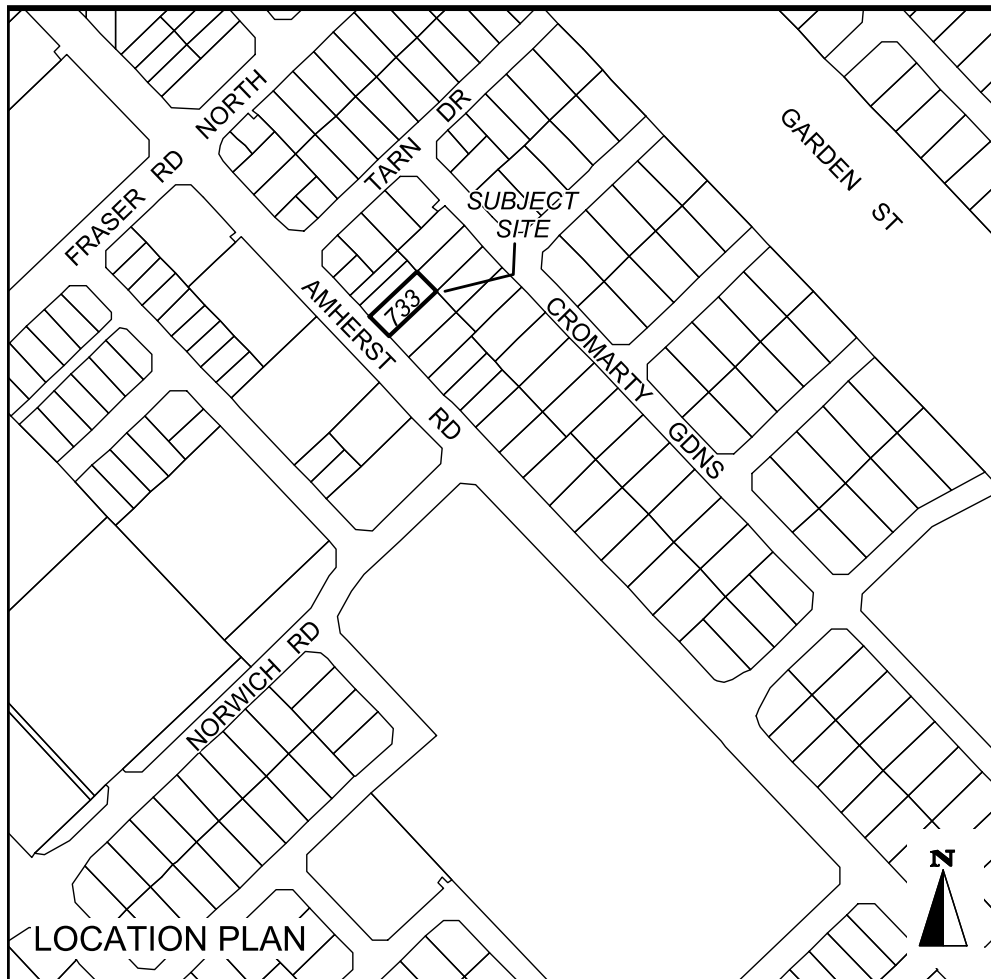 FRASER RD NORTH
TARN DR
GARDEN ST
SUBJECT
SITE
733
AMHERST RD
CROMARTY GDNS
NORWICH RD
N
LOCATION PLAN